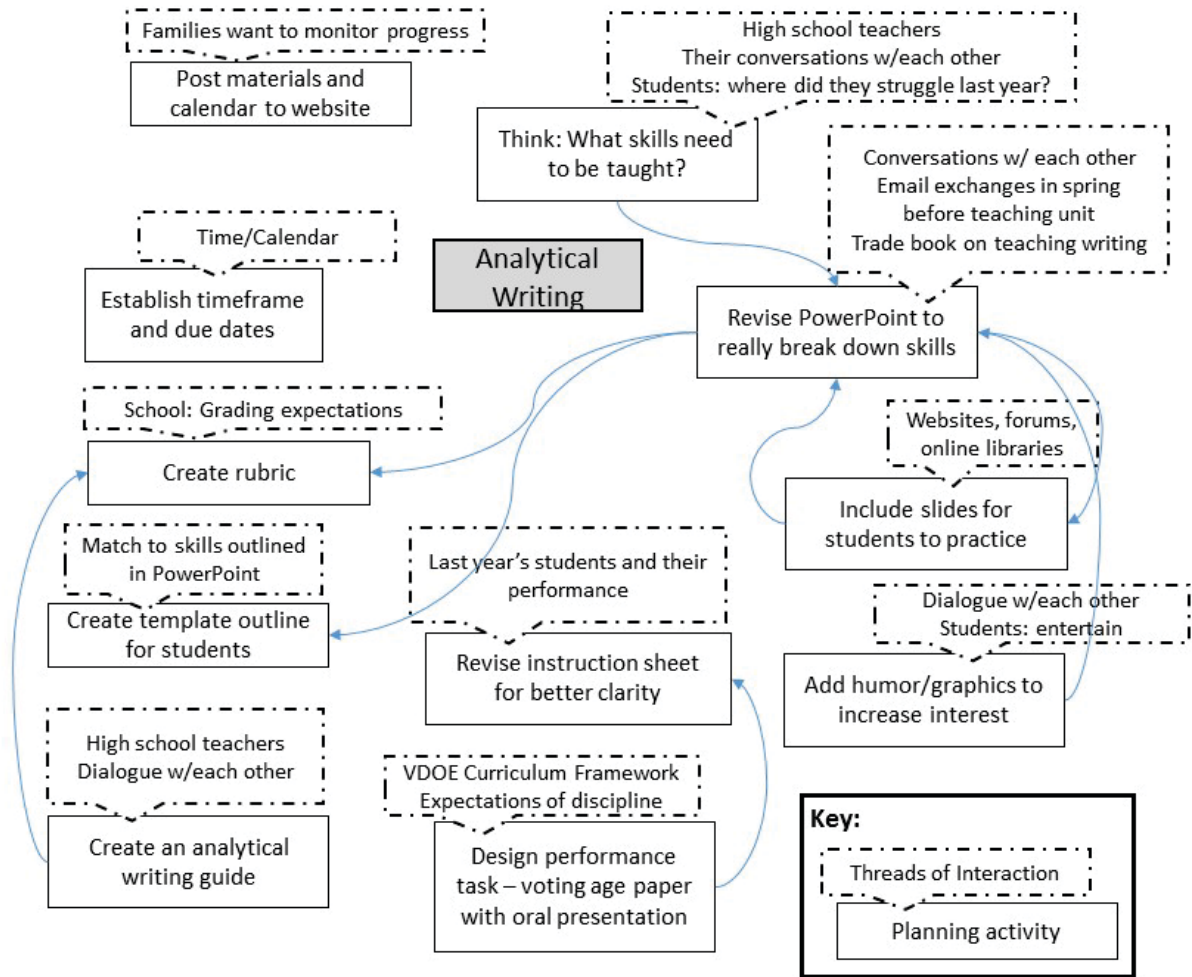 Families want to monitor progress
Post materials and
calendar to website
High school teachers
Their conversations w/each other
Students: where did they struggle last year?
Think: What skills need
to be taught?
Conversations w/ each other
Email exchanges in spring
before teaching unit
Trade book on teaching writing
Time/Calendar
Establish timeframe
and due dates
Analytical
Writing
Revise PowerPoint to
really break down skills
School: Grading expectations
Create rubric
Websites, forums,
online libraries
Include slides for
students to practice
Match to skills outlined
in PowerPoint
Create template outline
for students
Last year’s students and their
performance
Revise instruction sheet
for better clarity
Dialogue w/each other
Students: entertain
Add humor/graphics to
increase interest
High school teachers
Dialogue w/each other
Create an analytical
writing guide
VDOE Curriculum Framework
Expectations of discipline
Design performance
task – voting age paper
with oral presentation
Key:
Threads of Interaction
Planning activity